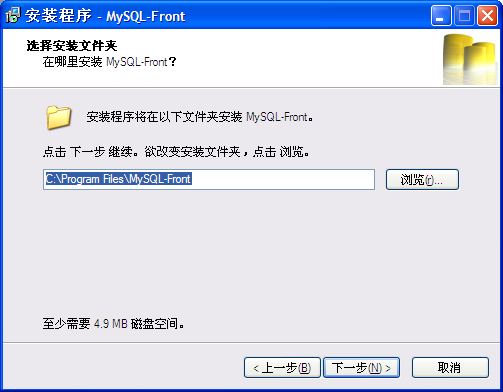 安装程序 - MySQL-Front
选择安装文件夹
在哪里安装 MySQL-Front？
安装程序将在以下文件夹安装 MySQL-Front。
点击 下一步 继续。欲改变安装文件夹，点击 浏览。
C:\Program Files\MySQL-Front
浏览(r)...
至少需要 4.9 MB 磁盘空间。
< 上一步(B)
下一步(N) >
取消